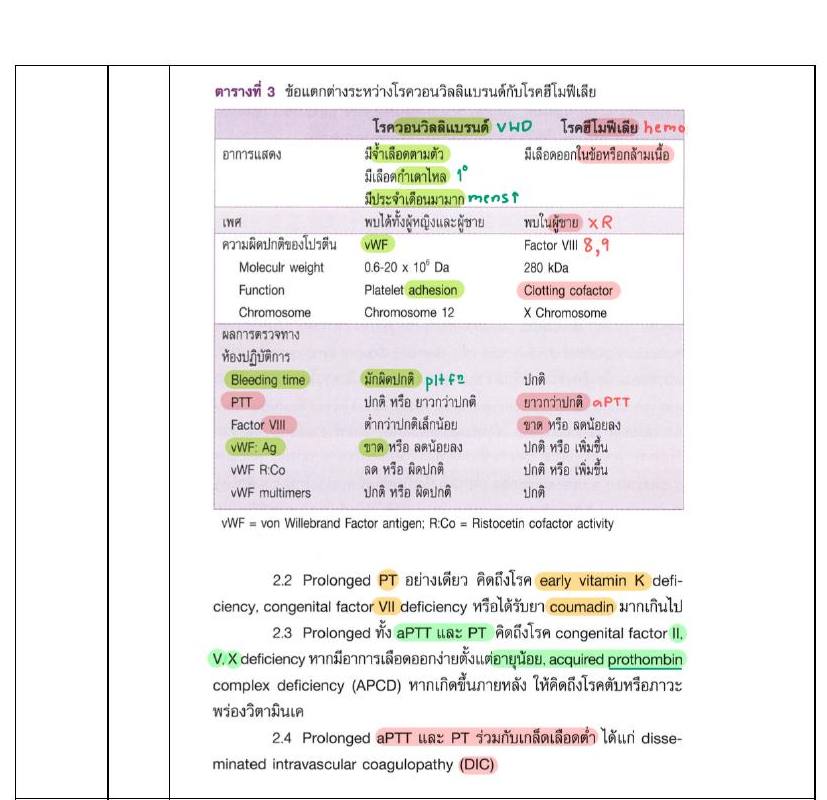 ตารางที่ 3 ข้อแตกต่างระหว่างโรควอนวิลลิแบรนด์กับโรคฮีโมฟีเลีย
โรควอนวิลลิแบรนด์ VWD โรคฮีโมฟีเลีย hemo
อาการแสดง มีจ้ำเลือดตามตัว มีเลือดออกในข้อหรือกล้ามเนื้อ
มีเลือดกำเดาไหล 1°
มีประจำเดือนมามาก mens↑
เพศ พบได้ทั้งผู้หญิงและผู้ชาย พบในผู้ชาย XR
ความผิดปกติของโปรตีน vWF Factor VIII 8,9
Moleculr weight 0.6-20 x 10⁶ Da 280 kDa
Function Platelet adhesion Clotting cofactor
Chromosome Chromosome 12 X Chromosome
ผลการตรวจทาง
ห้องปฏิบัติการ
Bleeding time มักผิดปกติ plt fn ปกติ
PTT ปกติ หรือ ยาวกว่าปกติ ยาวกว่าปกติ aPTT
Factor VIII ต่ำกว่าปกติเล็กน้อย ขาด หรือ ลดน้อยลง
vWF: Ag ขาด หรือ ลดน้อยลง ปกติ หรือ เพิ่มขึ้น
vWF R:Co ลด หรือ ผิดปกติ ปกติ หรือ เพิ่มขึ้น
vWF multimers ปกติ หรือ ผิดปกติ ปกติ
vWF = von Willebrand Factor antigen; R:Co = Ristocetin cofactor activity
2.2 Prolonged PT อย่างเดียว คิดถึงโรค early vitamin K defi-
ciency, congenital factor VII deficiency หรือได้รับยา coumadin มากเกินไป
2.3 Prolonged ทั้ง aPTT และ PT คิดถึงโรค congenital factor II,
V, X deficiency หากมีอาการเลือดออกง่ายตั้งแต่อายุน้อย, acquired prothombin
complex deficiency (APCD) หากเกิดขึ้นภายหลัง ให้คิดถึงโรคตับหรือภาวะ
พร่องวิตามินเค
2.4 Prolonged aPTT และ PT ร่วมกับเกล็ดเลือดต่ำ ได้แก่ disse-
minated intravascular coagulopathy (DIC)